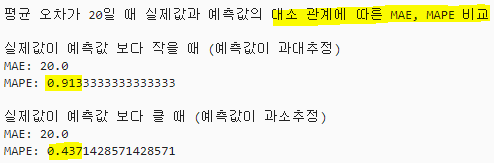 평균 오차가 20일 때 실제값과 예측값의 대소 관계에 따른 MAE, MAPE 비교
실제값이 예측값 보다 작을 때 (예측값이 과대추정)
MAE: 20.0
MAPE: 0.9133333333333333
실제값이 예측값 보다 클 때 (예측값이 과소추정)
MAE: 20.0
MAPE: 0.4371428571428571